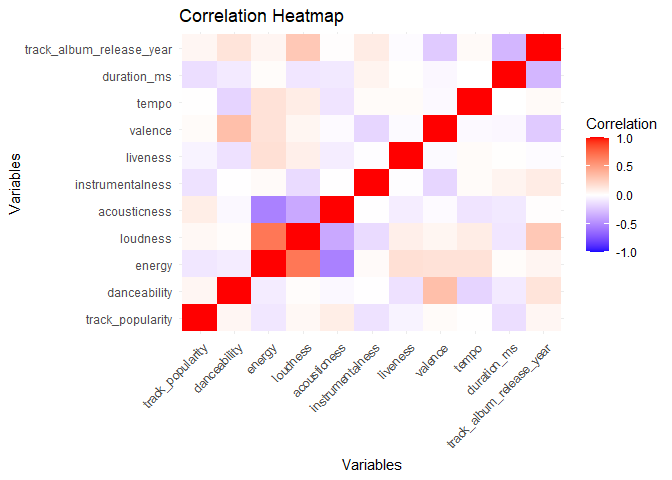 Correlation Heatmap
Variables
track_album_release_year
duration_ms
tempo
valence
liveness
instrumentalness
acousticness
loudness
energy
danceability
track_popularity
track_popularity
danceability
energy
loudness
acousticness
instrumentalness
liveness
valence
tempo
duration_ms
track_album_release_year
Variables
Correlation
1.0
0.5
0.0
-0.5
-1.0